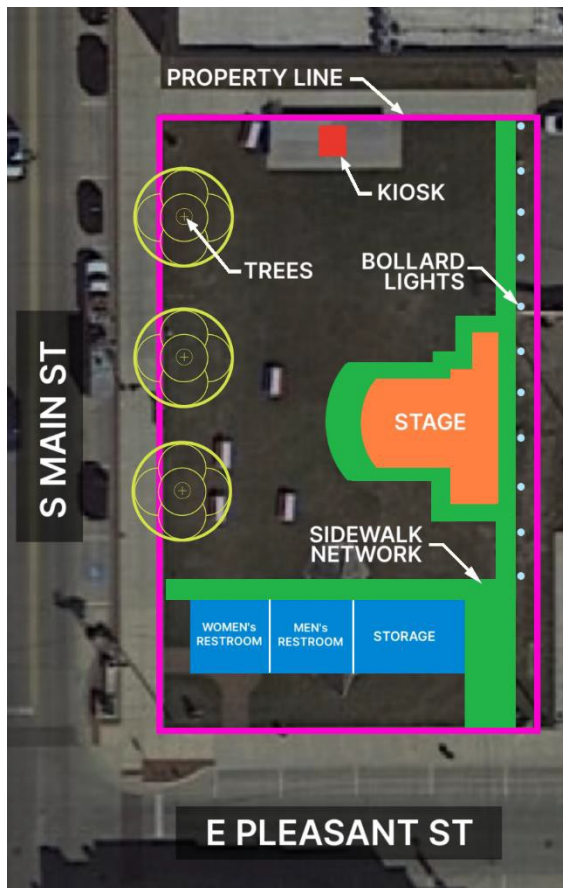 PROPERTY LINE
KIOSK
TREES
BOLLARD
LIGHTS
S MAIN ST
STAGE
SIDEWALK
NETWORK
WOMEN's
RESTROOM
MEN's
RESTROOM
STORAGE
E PLEASANT ST